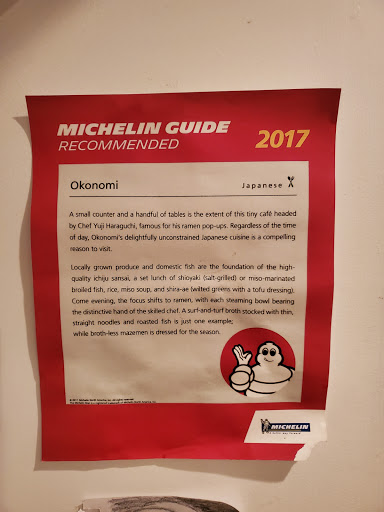 MICHELIN GUIDE
RECOMMENDED
2017
Okonomi
Japanese
A small counter and a handful of tables is the extent of this tiny café headed
by Chef Yuji Haraguchi, famous for his ramen pop-ups. Regardless of the time
of day, Okonomi's delightfully unconstrained Japanese cuisine is a compelling
reason to visit.
Locally grown produce and domestic fish are the foundation of the high-
quality ichiju sansai, a set lunch of shioyaki (salt-grilled) or miso-marinated
broiled fish, rice, miso soup, and shira-ae (wilted greens with a tofu dressing).
Come evening, the focus shifts to ramen, with each steaming bowl bearing
the distinctive hand of the skilled chef. A surf-and-turf broth stocked with thin,
straight noodles and roasted fish is just one example;
while broth-less mazemen is dressed for the season.
MICHELIN